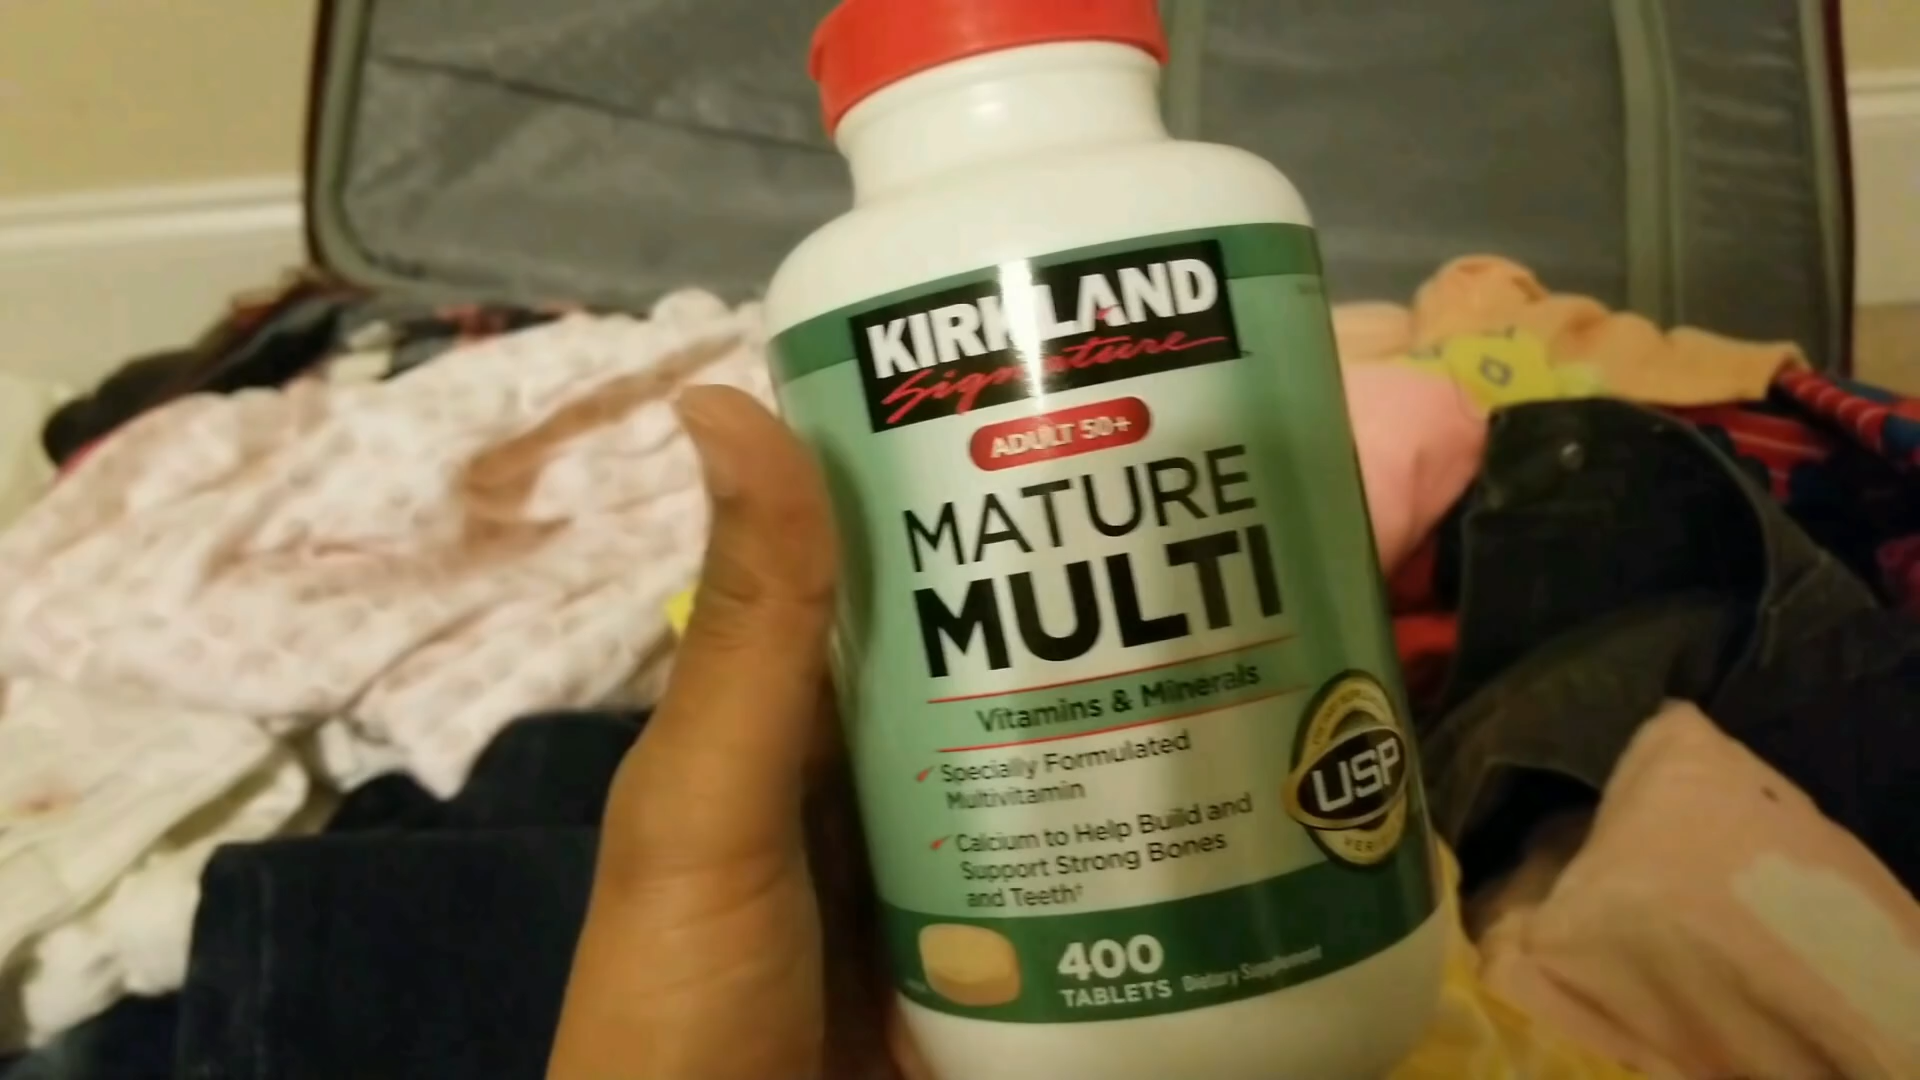 KIRKLAND
Signature
ADULT 50+
MATURE
MULTI
Vitamins & Minerals
Specially Formulated
Multivitamin
Calcium to Help Build and
Support Strong Bones
and Teeth†
USP
VERIFIED
400
TABLETS Dietary Supplement